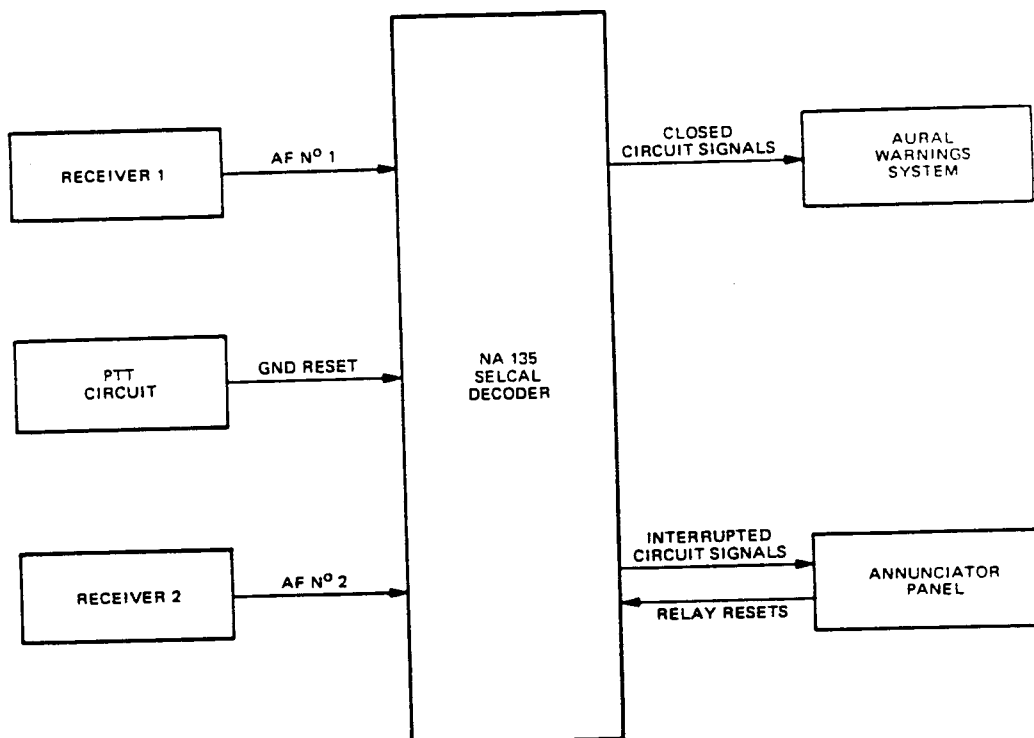 RECEIVER 1
AF Nº 1
CLOSED
CIRCUIT SIGNALS
AURAL
WARNINGS
SYSTEM
PTT
CIRCUIT
GND RESET
NA 135
SELCAL
DECODER
RECEIVER 2
AF Nº 2
INTERRUPTED
CIRCUIT SIGNALS
RELAY RESETS
ANNUNCIATOR
PANEL